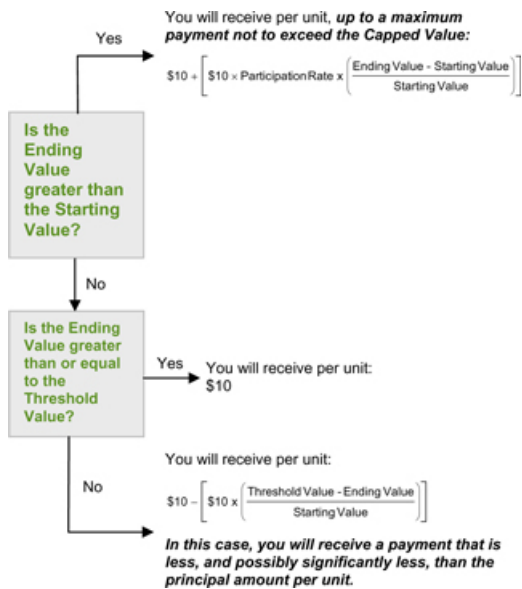 You will receive per unit, up to a maximum
payment not to exceed the Capped Value:
Yes
$10 + [ $10 × Participation Rate x ( Ending Value - Starting Value / Starting Value ) ]
Is the
Ending
Value
greater than
the Starting
Value?
No
Is the Ending
Value greater
than or equal
to the
Threshold
Value?
Yes
You will receive per unit:
$10
You will receive per unit:
No
$10 – [ $10 x ( Threshold Value - Ending Value / Starting Value ) ]
In this case, you will receive a payment that is
less, and possibly significantly less, than the
principal amount per unit.